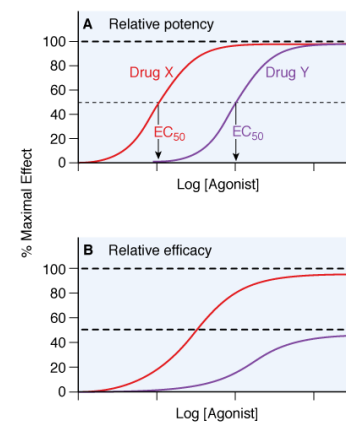 A Relative potency
100
Drug X Drug Y
80
60
40
EC50 EC50
20
0
Log [Agonist]
% Maximal Effect
B Relative efficacy
100
80
60
40
20
0
Log [Agonist]